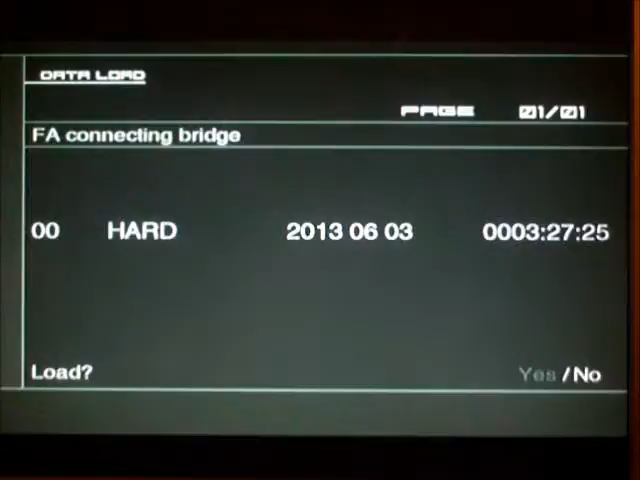 DATA LOAD
PAGE 01/01
FA connecting bridge
00 HARD 2013 06 03 0003:27:25
Load? Yes/No